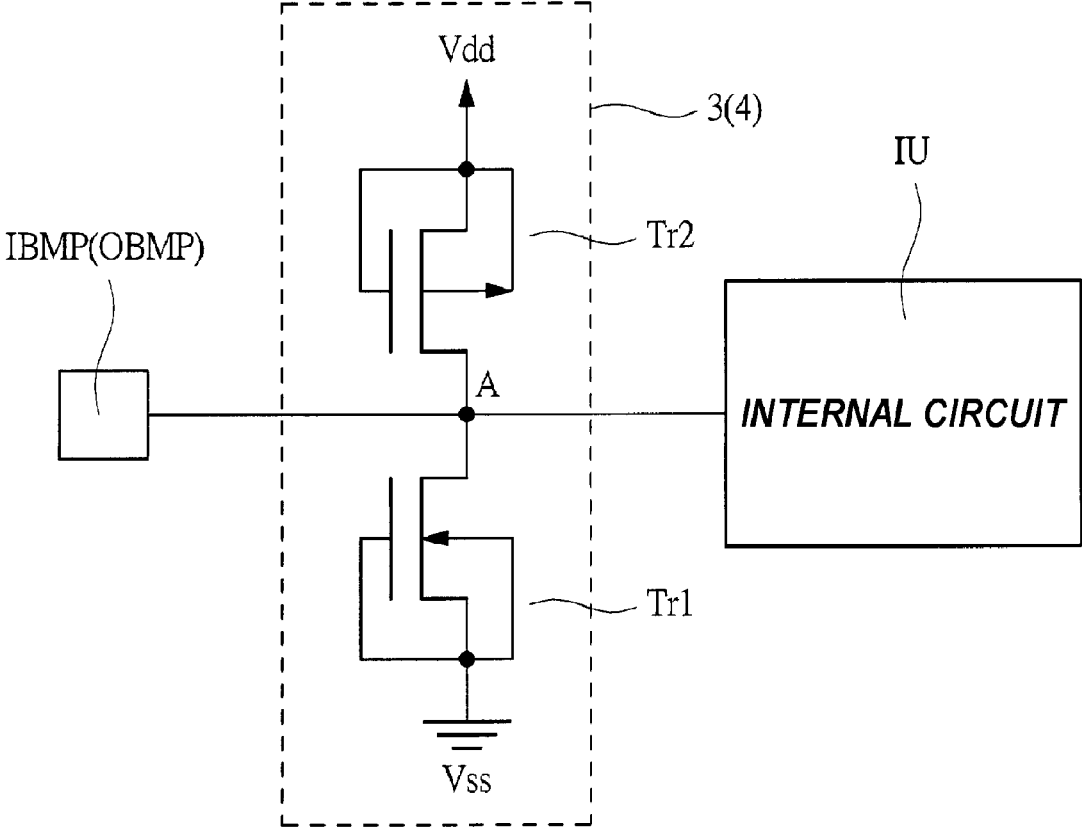 Vdd
3(4)
IU
IBMP(OBMP)
Tr2
A
INTERNAL CIRCUIT
Tr1
Vss